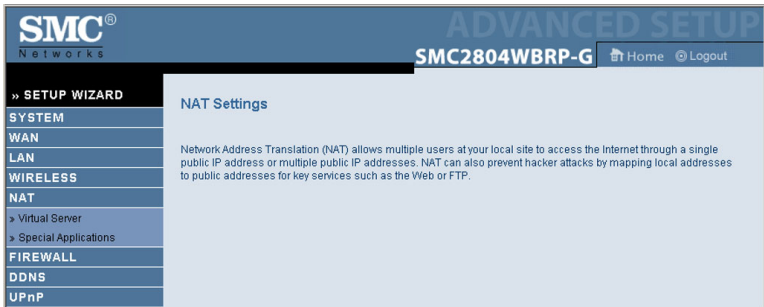 SMC®
Networks
ADVANCED SETUP
SMC2804WBRP-G
Home
Logout
» SETUP WIZARD
SYSTEM
WAN
LAN
WIRELESS
NAT
» Virtual Server
» Special Applications
FIREWALL
DDNS
UPnP
NAT Settings
Network Address Translation (NAT) allows multiple users at your local site to access the Internet through a single
public IP address or multiple public IP addresses. NAT can also prevent hacker attacks by mapping local addresses
to public addresses for key services such as the Web or FTP.